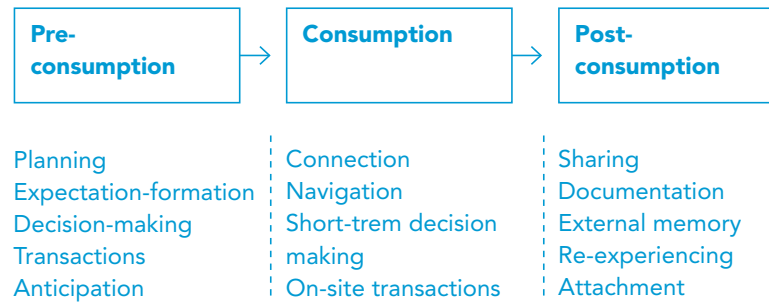 Pre-
consumption
Consumption
Post-
consumption
Planning
Expectation-formation
Decision-making
Transactions
Anticipation
Connection
Navigation
Short-trem decision
making
On-site transactions
Sharing
Documentation
External memory
Re-experiencing
Attachment